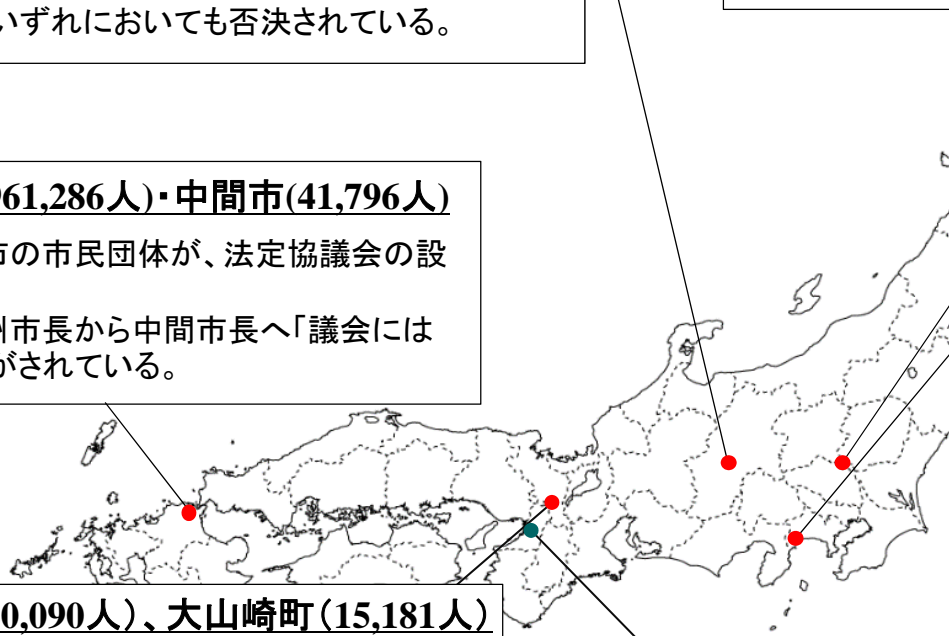 いずれにおいても否決されている。
961,286人)・中間市(41,796人)
市の市民団体が、法定協議会の設
州市長から中間市長へ「議会には
がされている。
0,090人)、大山崎町(15,181人)